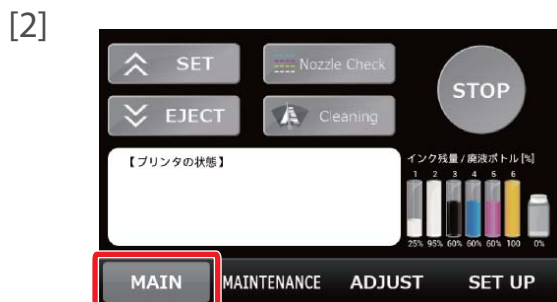 [2]
SET
Nozzle Check
STOP
EJECT
Cleaning
【プリンタの状態】
インク残量/廃液ボトル[%]
1 2 3 4 5 6
25% 95% 60% 60% 60% 100 0%
MAIN MAINTENANCE ADJUST SET UP